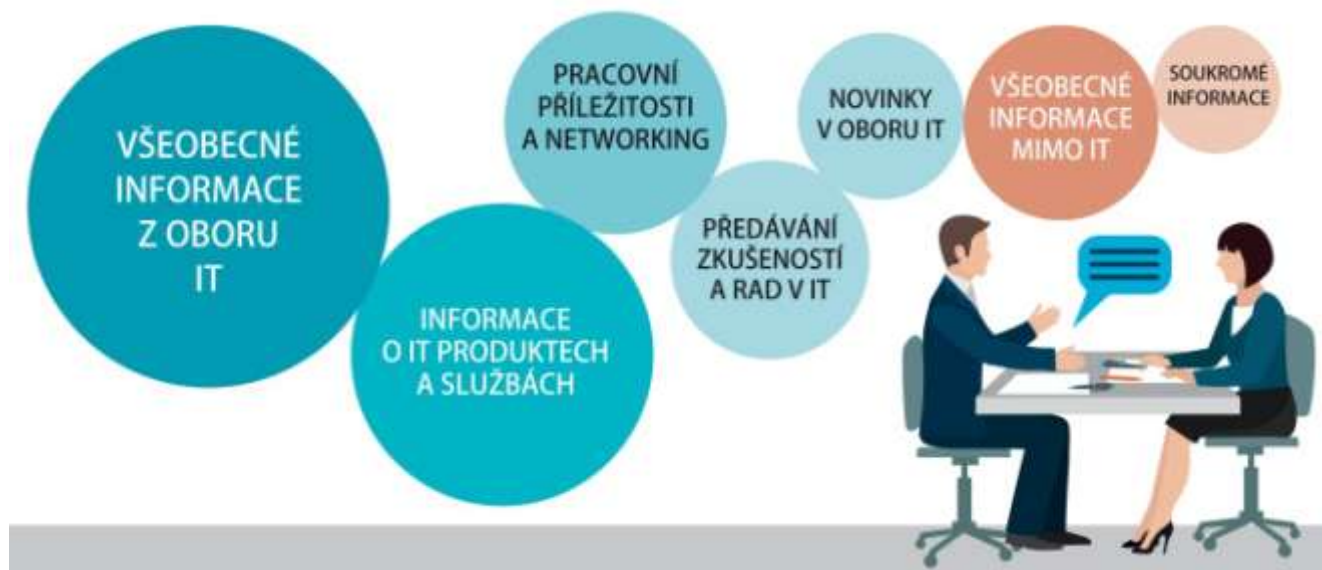 VŠEOBECNÉ
INFORMACE
Z OBORU
IT
INFORMACE
O IT PRODUKTECH
A SLUŽBÁCH
PRACOVNÍ
PŘÍLEŽITOSTI
A NETWORKING
PŘEDÁVÁNÍ
ZKUŠENOSTÍ
A RAD V IT
NOVINKY
V OBORU IT
VŠEOBECNÉ
INFORMACE
MIMO IT
SOUKROMÉ
INFORMACE